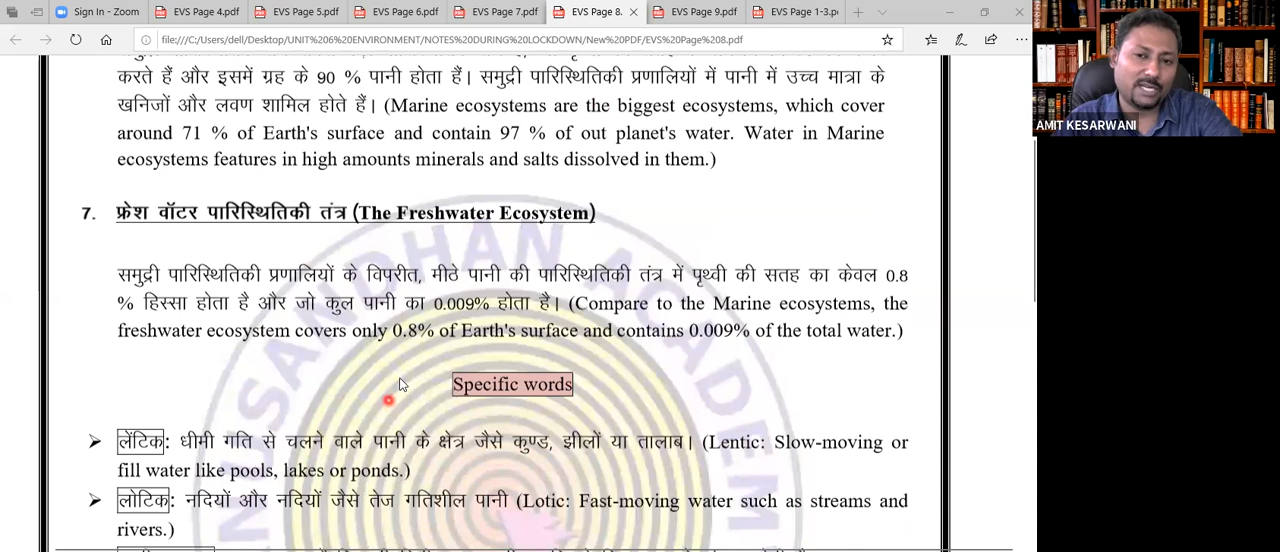 Sign In - Zoom
EVS Page 4.pdf
EVS Page 5.pdf
EVS Page 6.pdf
EVS Page 7.pdf
EVS Page 8.
EVS Page 9.pdf
EVS Page 1-3.p
file:///C:/Users/dell/Desktop/UNIT%206%20ENVIRONMENT/NOTES%20DURING%20LOCKDOWN/New%20PDF/EVS%20Page%208.pdf
AMIT KESARWANI
करते हैं और इसमें ग्रह के 90 % पानी होता हैं। समुद्री पारिस्थितिकी प्रणालियों में पानी में उच्च मात्रा के
खनिजों और लवण शामिल होते हैं। (Marine ecosystems are the biggest ecosystems, which cover
around 71 % of Earth's surface and contain 97 % of out planet's water. Water in Marine
ecosystems features in high amounts minerals and salts dissolved in them.)
7. फ्रेश वॉटर पारिस्थितिकी तंत्र (The Freshwater Ecosystem)
समुद्री पारिस्थितिकी प्रणालियों के विपरीत, मीठे पानी की पारिस्थितिकी तंत्र में पृथ्वी की सतह का केवल 0.8
% हिस्सा होता है और जो कुल पानी का 0.009% होता है। (Compare to the Marine ecosystems, the
freshwater ecosystem covers only 0.8% of Earth's surface and contains 0.009% of the total water.)
Specific words
➢ लेंटिक: धीमी गति से चलने वाले पानी के क्षेत्र जैसे कुण्ड, झीलों या तालाब। (Lentic: Slow-moving or
fill water like pools, lakes or ponds.)
➢ लोटिक: नदियों और नदियों जैसे तेज गतिशील पानी (Lotic: Fast-moving water such as streams and
rivers.)
NUSANDHAN ACADEM